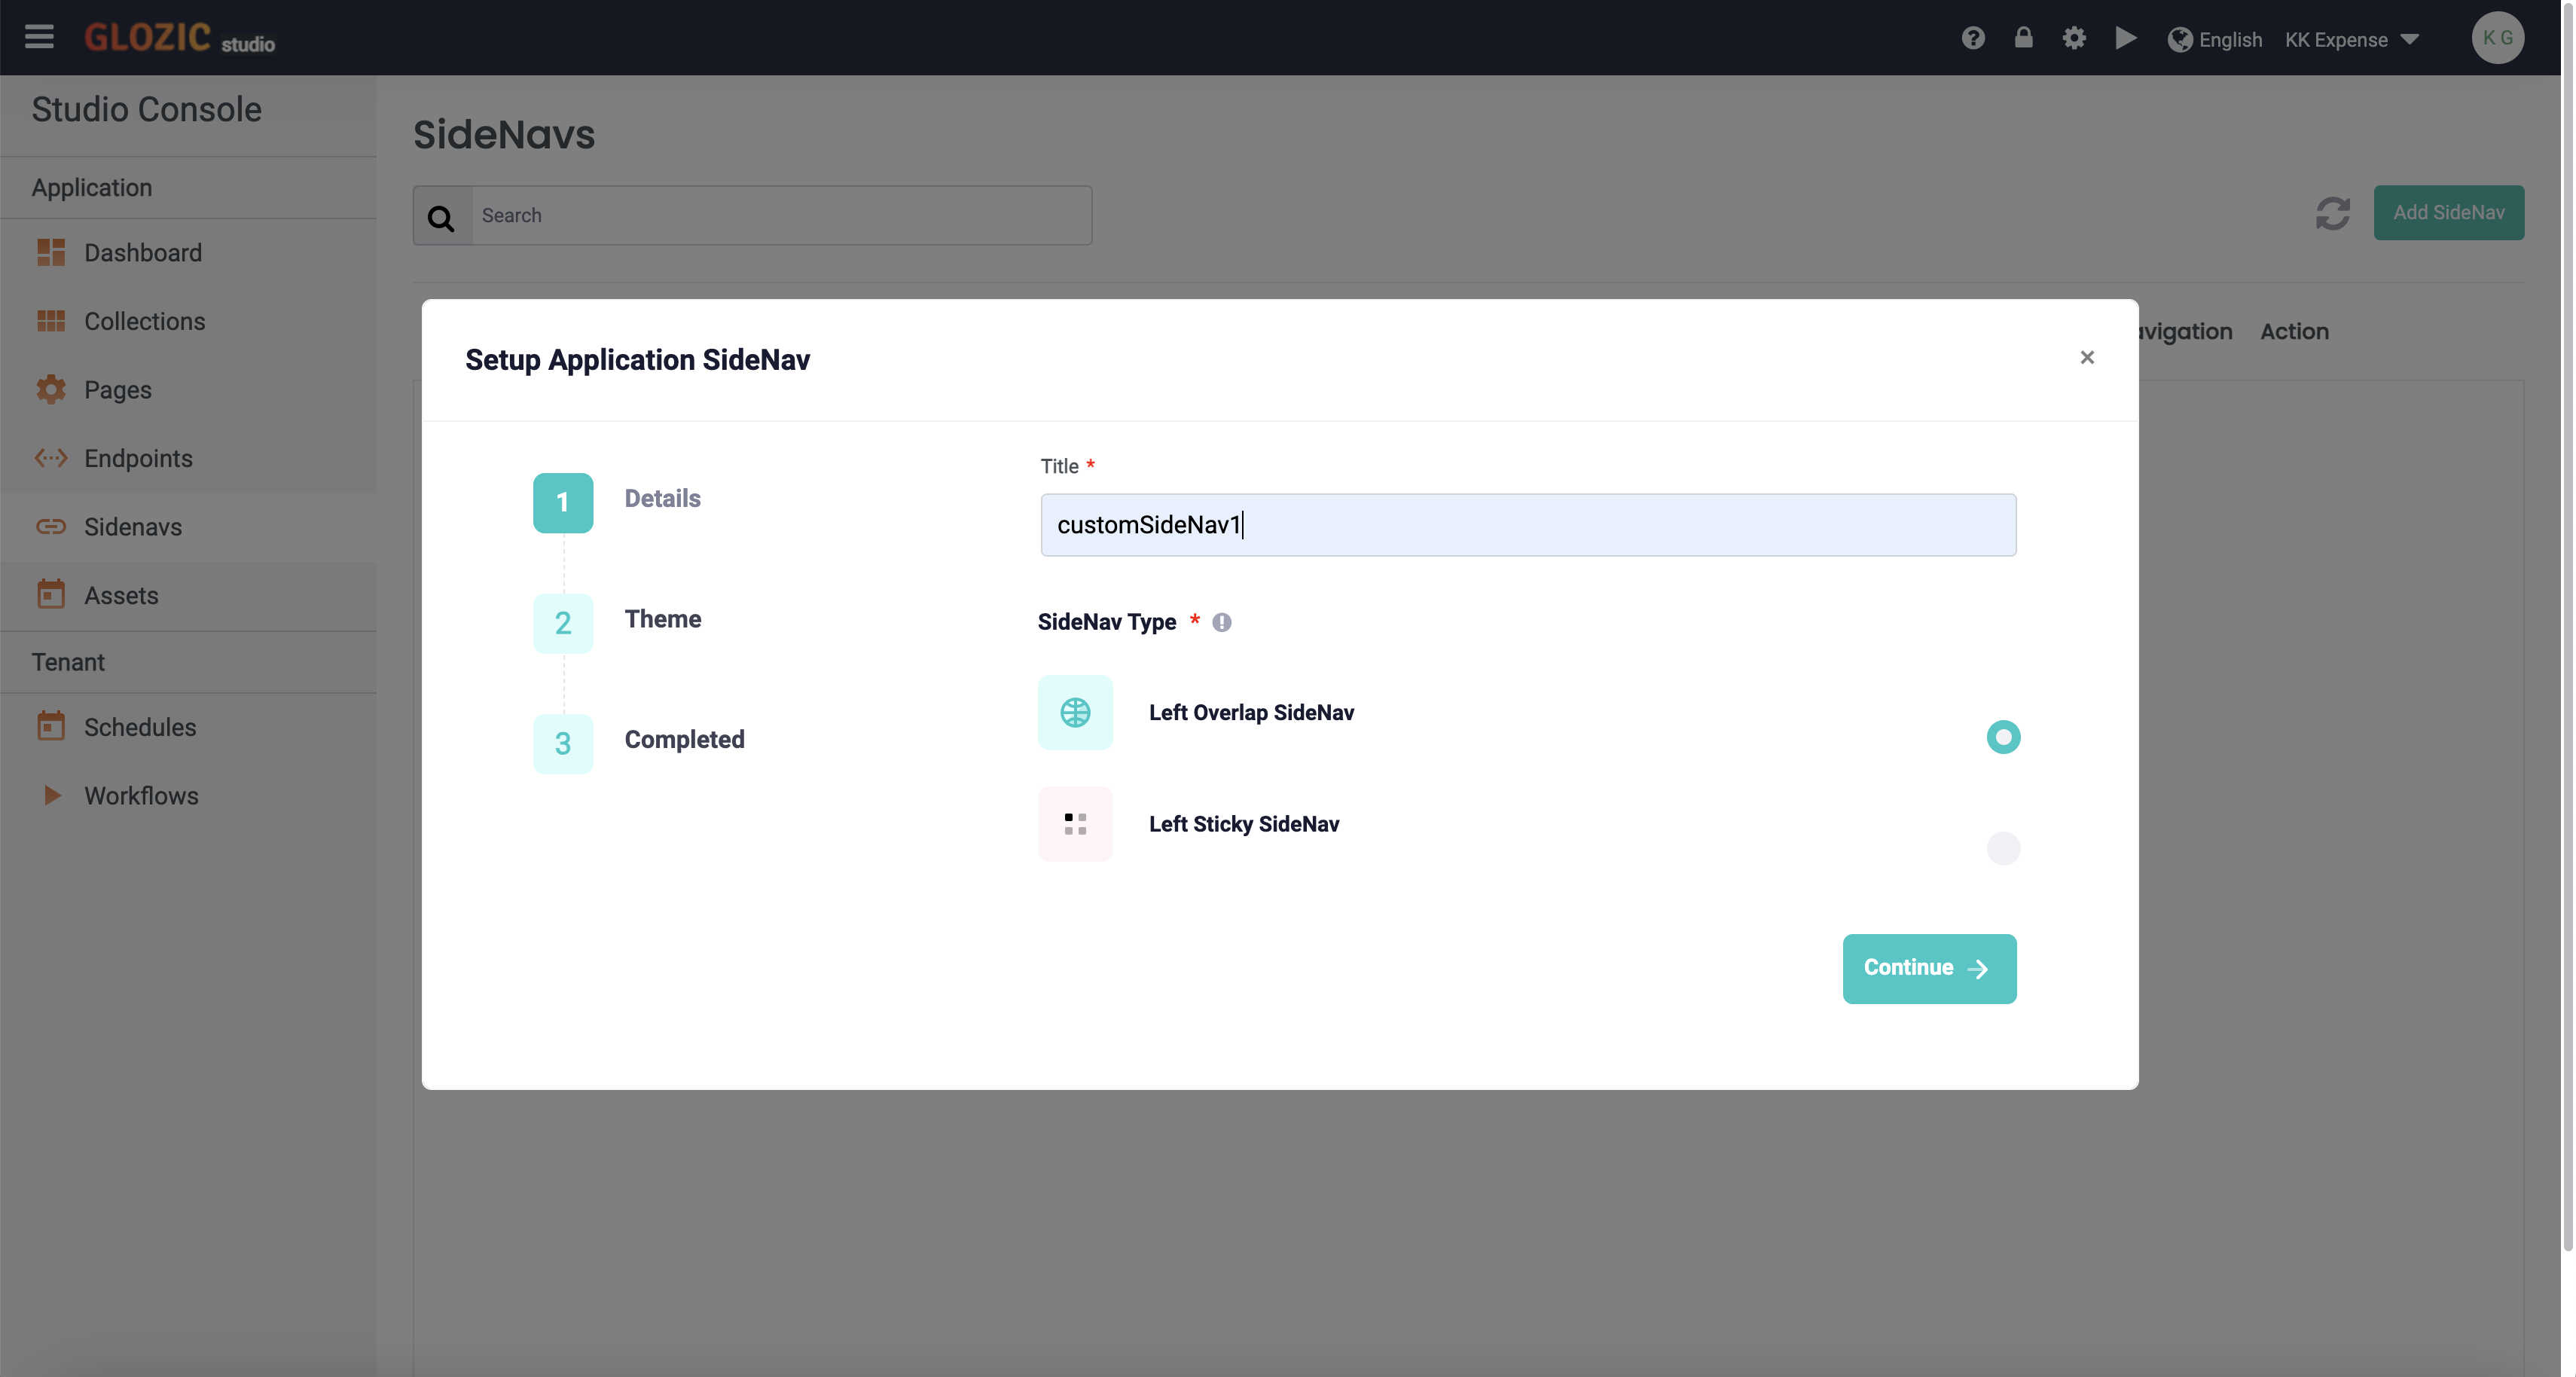 GLOZIC studio
English
KK Expense
K G
Studio Console
Application
Dashboard
Collections
Pages
Endpoints
Sidenavs
Assets
Tenant
Schedules
Workflows
SideNavs
Search
Add SideNav
avigation
Action
Setup Application SideNav
×
1 Details
2 Theme
3 Completed
Title *
customSideNav1
SideNav Type *
Left Overlap SideNav
Left Sticky SideNav
Continue →